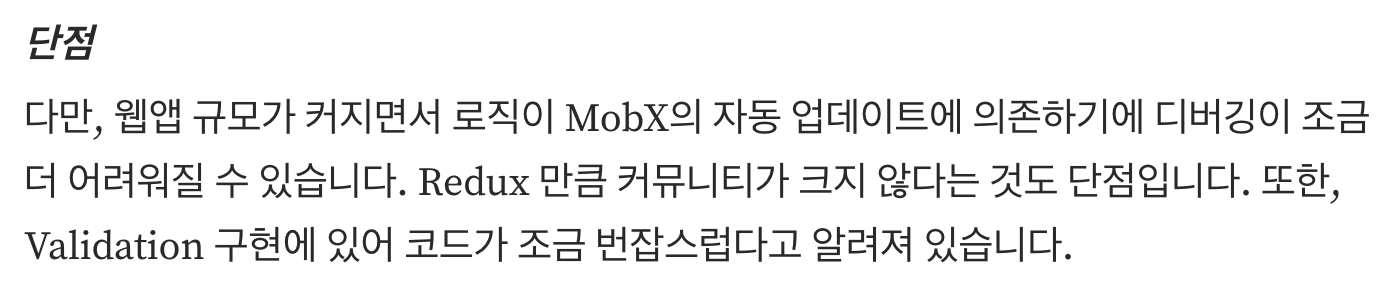 단점
다만, 웹앱 규모가 커지면서 로직이 MobX의 자동 업데이트에 의존하기에 디버깅이 조금
더 어려워질 수 있습니다. Redux 만큼 커뮤니티가 크지 않다는 것도 단점입니다. 또한,
Validation 구현에 있어 코드가 조금 번잡스럽다고 알려져 있습니다.